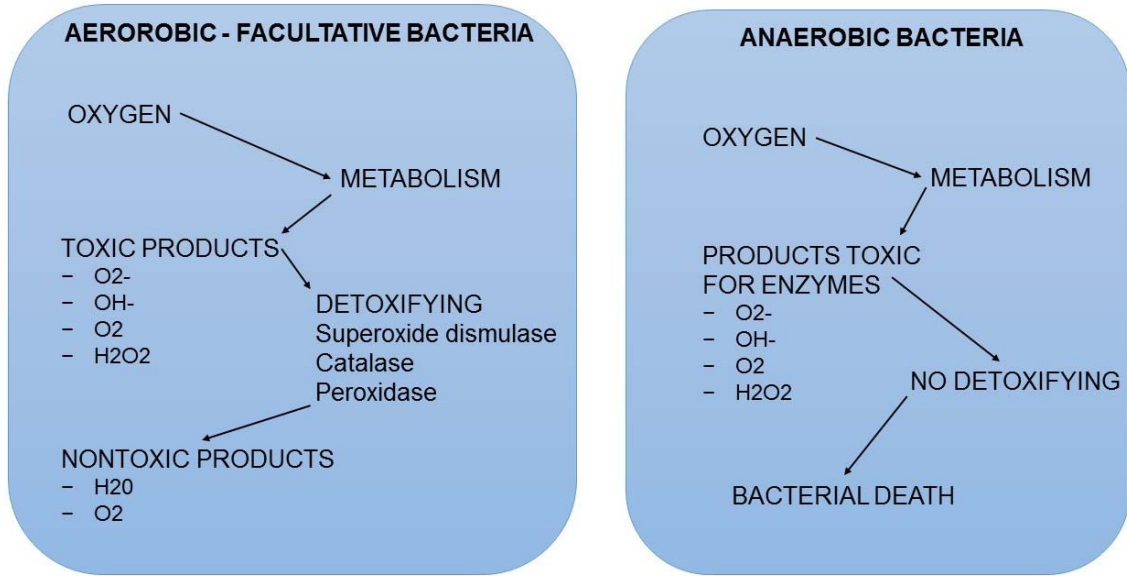 AEROROBIC - FACULTATIVE BACTERIA
OXYGEN
METABOLISM
TOXIC PRODUCTS
− O2-
− OH-
− O2
− H2O2
DETOXIFYING
Superoxide dismulase
Catalase
Peroxidase
NONTOXIC PRODUCTS
− H20
− O2
ANAEROBIC BACTERIA
OXYGEN
METABOLISM
PRODUCTS TOXIC
FOR ENZYMES
− O2-
− OH-
− O2
− H2O2
NO DETOXIFYING
BACTERIAL DEATH